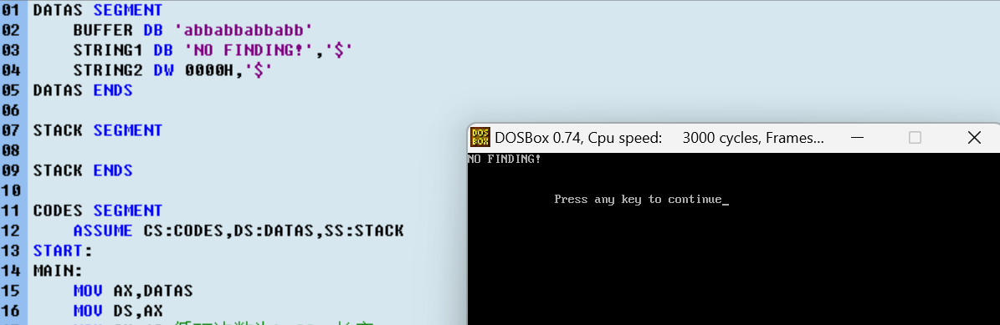 01 DATAS SEGMENT
02 BUFFER DB 'abbabbabbabb'
03 STRING1 DB 'NO FINDING!','$'
04 STRING2 DW 0000H,'$'
05 DATAS ENDS
06
07 STACK SEGMENT
08
09 STACK ENDS
10
11 CODES SEGMENT
12 ASSUME CS:CODES,DS:DATAS,SS:STACK
13 START:
14 MAIN:
15 MOV AX,DATAS
16 MOV DS,AX
DOS BOX
DOSBox 0.74, Cpu speed: 3000 cycles, Frames...
NO FINDING!
Press any key to continue_